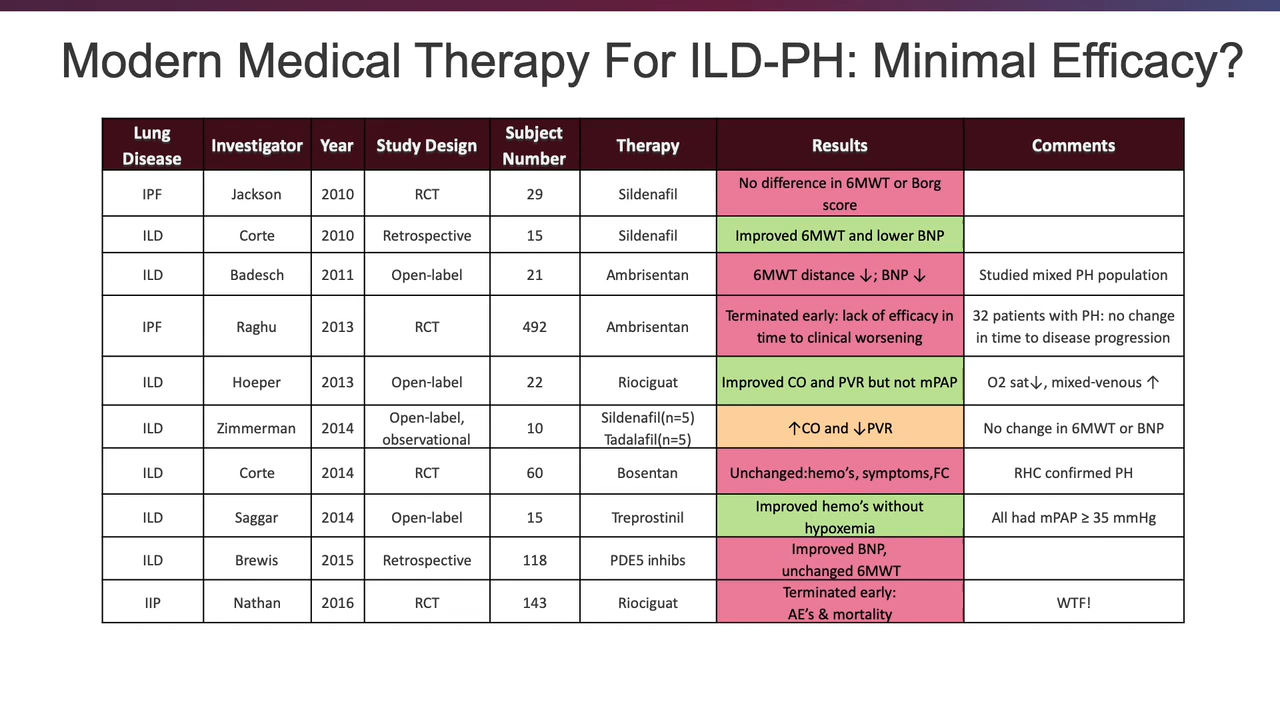 Modern Medical Therapy For ILD-PH: Minimal Efficacy?
Lung Disease Investigator Year Study Design Subject Number Therapy Results Comments
IPF Jackson 2010 RCT 29 Sildenafil No difference in 6MWT or Borg score
ILD Corte 2010 Retrospective 15 Sildenafil Improved 6MWT and lower BNP
ILD Badesch 2011 Open-label 21 Ambrisentan 6MWT distance ↓; BNP ↓ Studied mixed PH population
IPF Raghu 2013 RCT 492 Ambrisentan Terminated early: lack of efficacy in time to clinical worsening 32 patients with PH: no change in time to disease progression
ILD Hoeper 2013 Open-label 22 Riociguat Improved CO and PVR but not mPAP O2 sat↓, mixed-venous ↑
ILD Zimmerman 2014 Open-label, observational 10 Sildenafil(n=5) Tadalafil(n=5) ↑CO and ↓PVR No change in 6MWT or BNP
ILD Corte 2014 RCT 60 Bosentan Unchanged:hemo’s, symptoms,FC RHC confirmed PH
ILD Saggar 2014 Open-label 15 Treprostinil Improved hemo’s without hypoxemia All had mPAP ≥ 35 mmHg
ILD Brewis 2015 Retrospective 118 PDE5 inhibs Improved BNP, unchanged 6MWT
IIP Nathan 2016 RCT 143 Riociguat Terminated early: AE’s & mortality WTF!